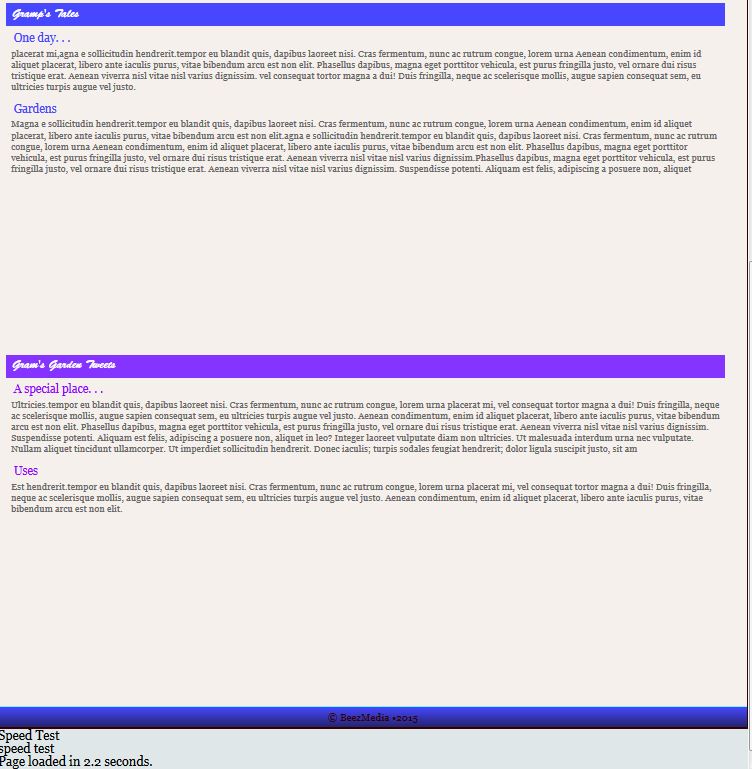 Gramp's Tales
One day. . .
placerat mi,agna e sollicitudin hendrerit.tempor eu blandit quis, dapibus laoreet nisi. Cras fermentum, nunc ac rutrum congue, lorem urna Aenean condimentum, enim id
aliquet placerat, libero ante iaculis purus, vitae bibendum arcu est non elit. Phasellus dapibus, magna eget porttitor vehicula, est purus fringilla justo, vel ornare dui risus
tristique erat. Aenean viverra nisl vitae nisl varius dignissim. vel consequat tortor magna a dui! Duis fringilla, neque ac scelerisque mollis, augue sapien consequat sem, eu
ultricies turpis augue vel justo.
Gardens
Magna e sollicitudin hendrerit.tempor eu blandit quis, dapibus laoreet nisi. Cras fermentum, nunc ac rutrum congue, lorem urna Aenean condimentum, enim id aliquet
placerat, libero ante iaculis purus, vitae bibendum arcu est non elit.agna e sollicitudin hendrerit.tempor eu blandit quis, dapibus laoreet nisi. Cras fermentum, nunc ac rutrum
congue, lorem urna Aenean condimentum, enim id aliquet placerat, libero ante iaculis purus, vitae bibendum arcu est non elit. Phasellus dapibus, magna eget porttitor
vehicula, est purus fringilla justo, vel ornare dui risus tristique erat. Aenean viverra nisl vitae nisl varius dignissim.Phasellus dapibus, magna eget porttitor vehicula, est purus
fringilla justo, vel ornare dui risus tristique erat. Aenean viverra nisl vitae nisl varius dignissim. Suspendisse potenti. Aliquam est felis, adipiscing a posuere non, aliquet
Gram's Garden Tweets
A special place. . .
Ultricies.tempor eu blandit quis, dapibus laoreet nisi. Cras fermentum, nunc ac rutrum congue, lorem urna placerat mi, vel consequat tortor magna a dui! Duis fringilla, neque
ac scelerisque mollis, augue sapien consequat sem, eu ultricies turpis augue vel justo. Aenean condimentum, enim id aliquet placerat, libero ante iaculis purus, vitae bibendum
arcu est non elit. Phasellus dapibus, magna eget porttitor vehicula, est purus fringilla justo, vel ornare dui risus tristique erat. Aenean viverra nisl vitae nisl varius dignissim.
Suspendisse potenti. Aliquam est felis, adipiscing a posuere non, aliquet in leo? Integer laoreet vulputate diam non ultricies. Ut malesuada interdum urna nec vulputate.
Nullam aliquet tincidunt ullamcorper. Ut imperdiet sollicitudin hendrerit. Donec iaculis; turpis sodales feugiat hendrerit; dolor ligula suscipit justo, sit am
Uses
Est hendrerit.tempor eu blandit quis, dapibus laoreet nisi. Cras fermentum, nunc ac rutrum congue, lorem urna placerat mi, vel consequat tortor magna a dui! Duis fringilla,
neque ac scelerisque mollis, augue sapien consequat sem, eu ultricies turpis augue vel justo. Aenean condimentum, enim id aliquet placerat, libero ante iaculis purus, vitae
bibendum arcu est non elit.
© BeezMedia •2015
Speed Test
speed test
Page loaded in 2.2 seconds.